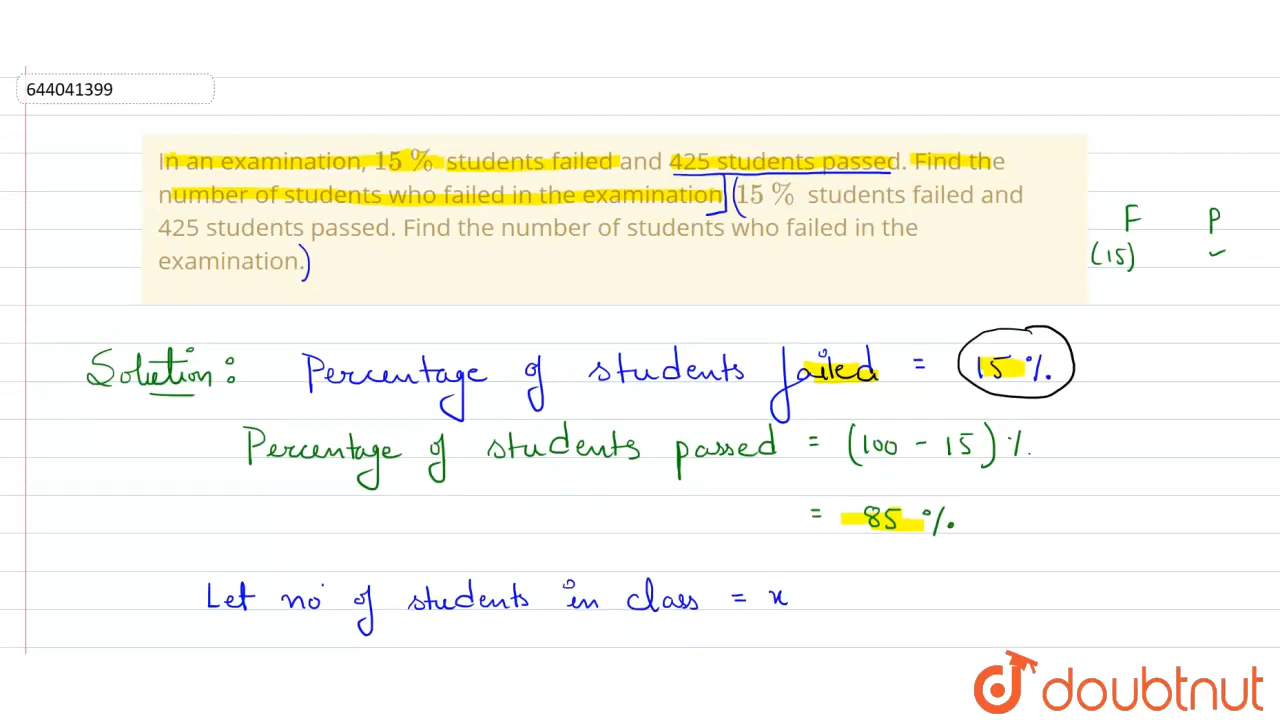 644041399
In an examination, 15 % students failed and 425 students passed. Find the
number of students who failed in the examination](15 % students failed and
425 students passed. Find the number of students who failed in the
examination.)
F P
(15) ✓
Solution: Percentage of students failed = 15 %.
Percentage of students passed = (100 - 15) %.
= 85 %.
Let no of students in class = x
doubtnut